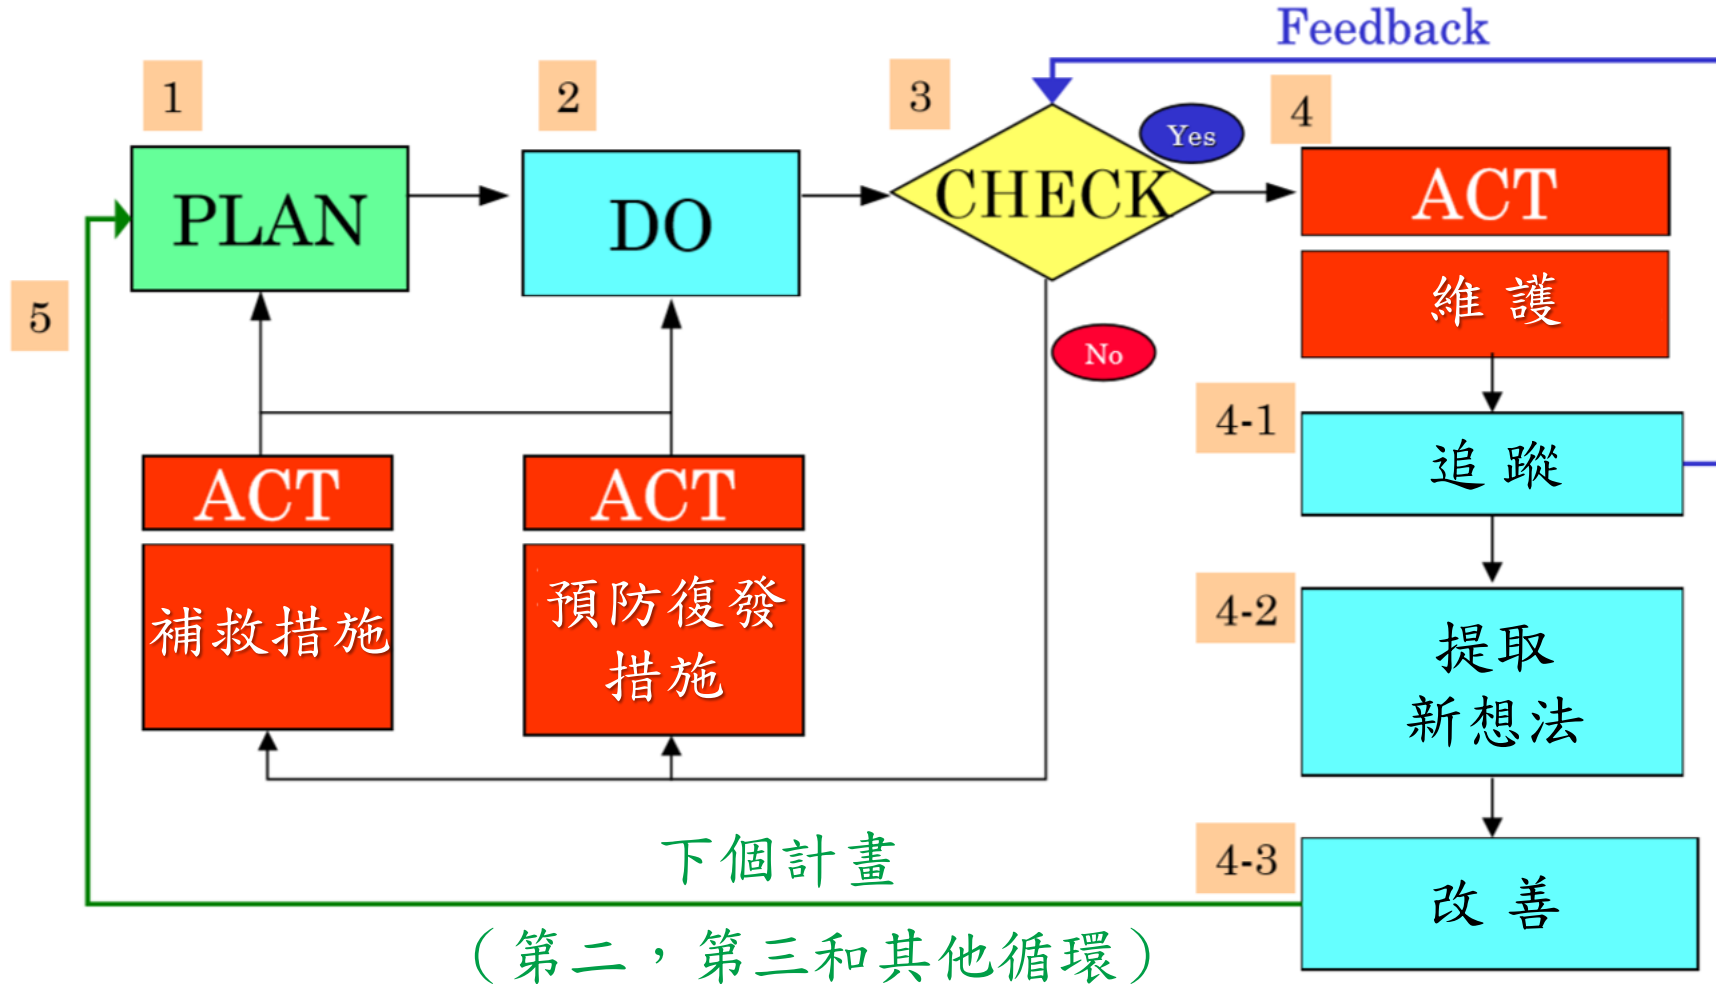 Feedback
1
2
3
4
Yes
PLAN
DO
CHECK
ACT
維護
5
No
4-1
追蹤
ACT
補救措施
ACT
預防復發
措施
4-2
提取
新想法
4-3
改善
下個計畫
（第二，第三和其他循環）